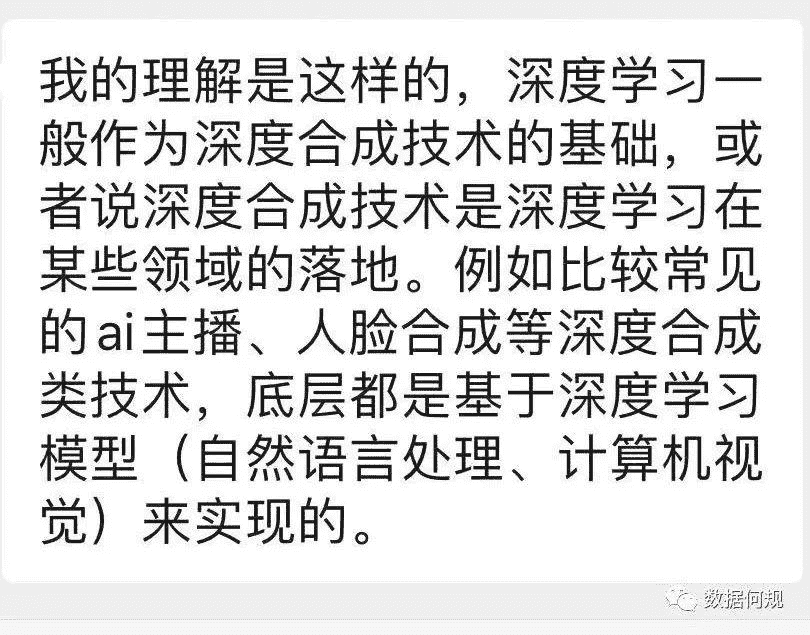 我的理解是这样的，深度学习一
般作为深度合成技术的基础，或
者说深度合成技术是深度学习在
某些领域的落地。例如比较常见
的ai主播、人脸合成等深度合成
类技术，底层都是基于深度学习
模型（自然语言处理、计算机视
觉）来实现的。
数据何规